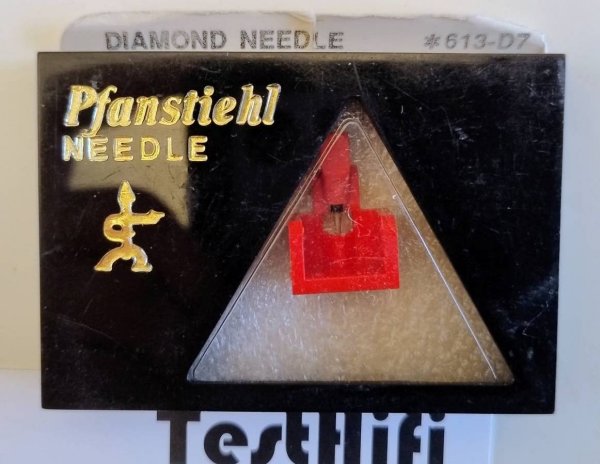 DIAMOND NEEDLE *613-D7
Pfanstiehl
NEEDLE
TestHifi